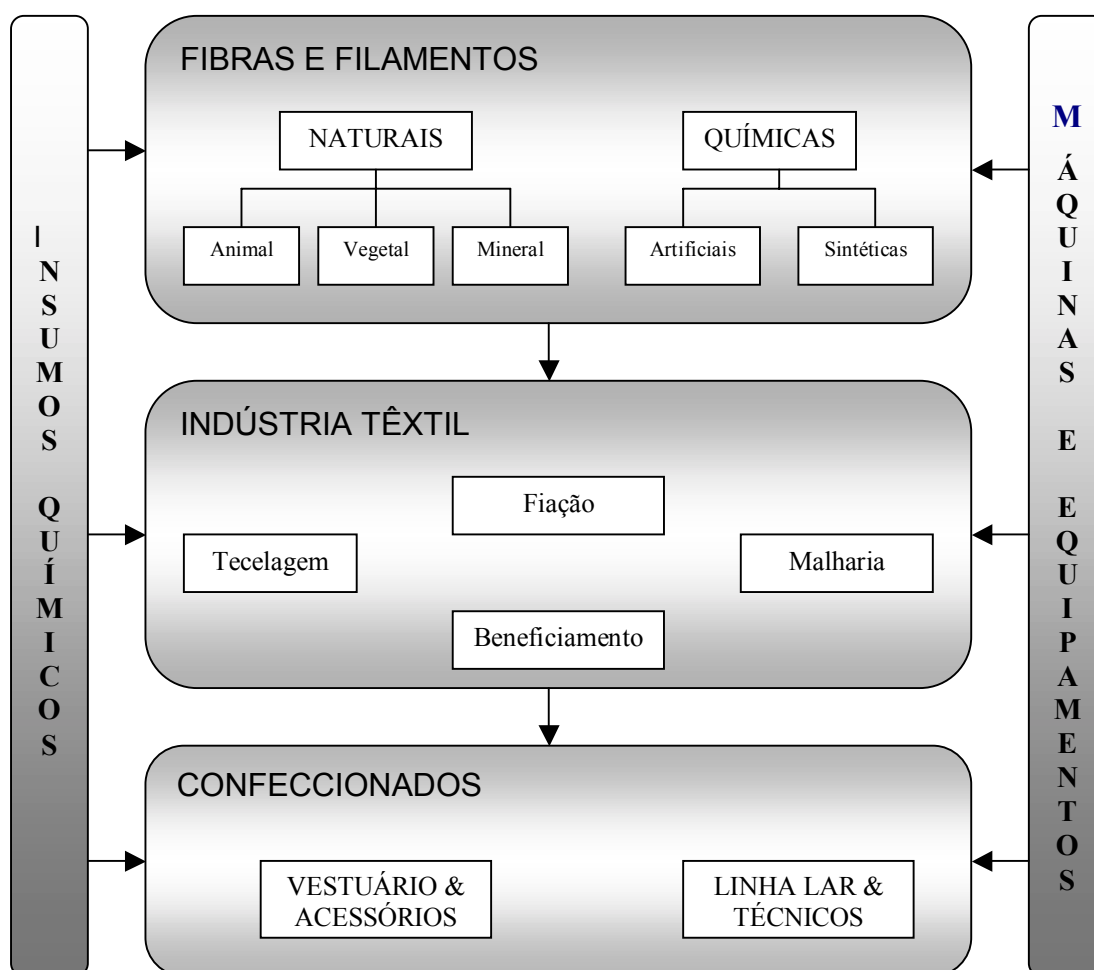 INSUMOS QUÍMICOS
FIBRAS E FILAMENTOS
NATURAIS
QUÍMICAS
Animal
Vegetal
Mineral
Artificiais
Sintéticas
INDÚSTRIA TÊXTIL
Fiação
Tecelagem
Malharia
Beneficiamento
CONFECCIONADOS
VESTUÁRIO &
ACESSÓRIOS
LINHA LAR &
TÉCNICOS
MÁQUINAS E EQUIPAMENTOS